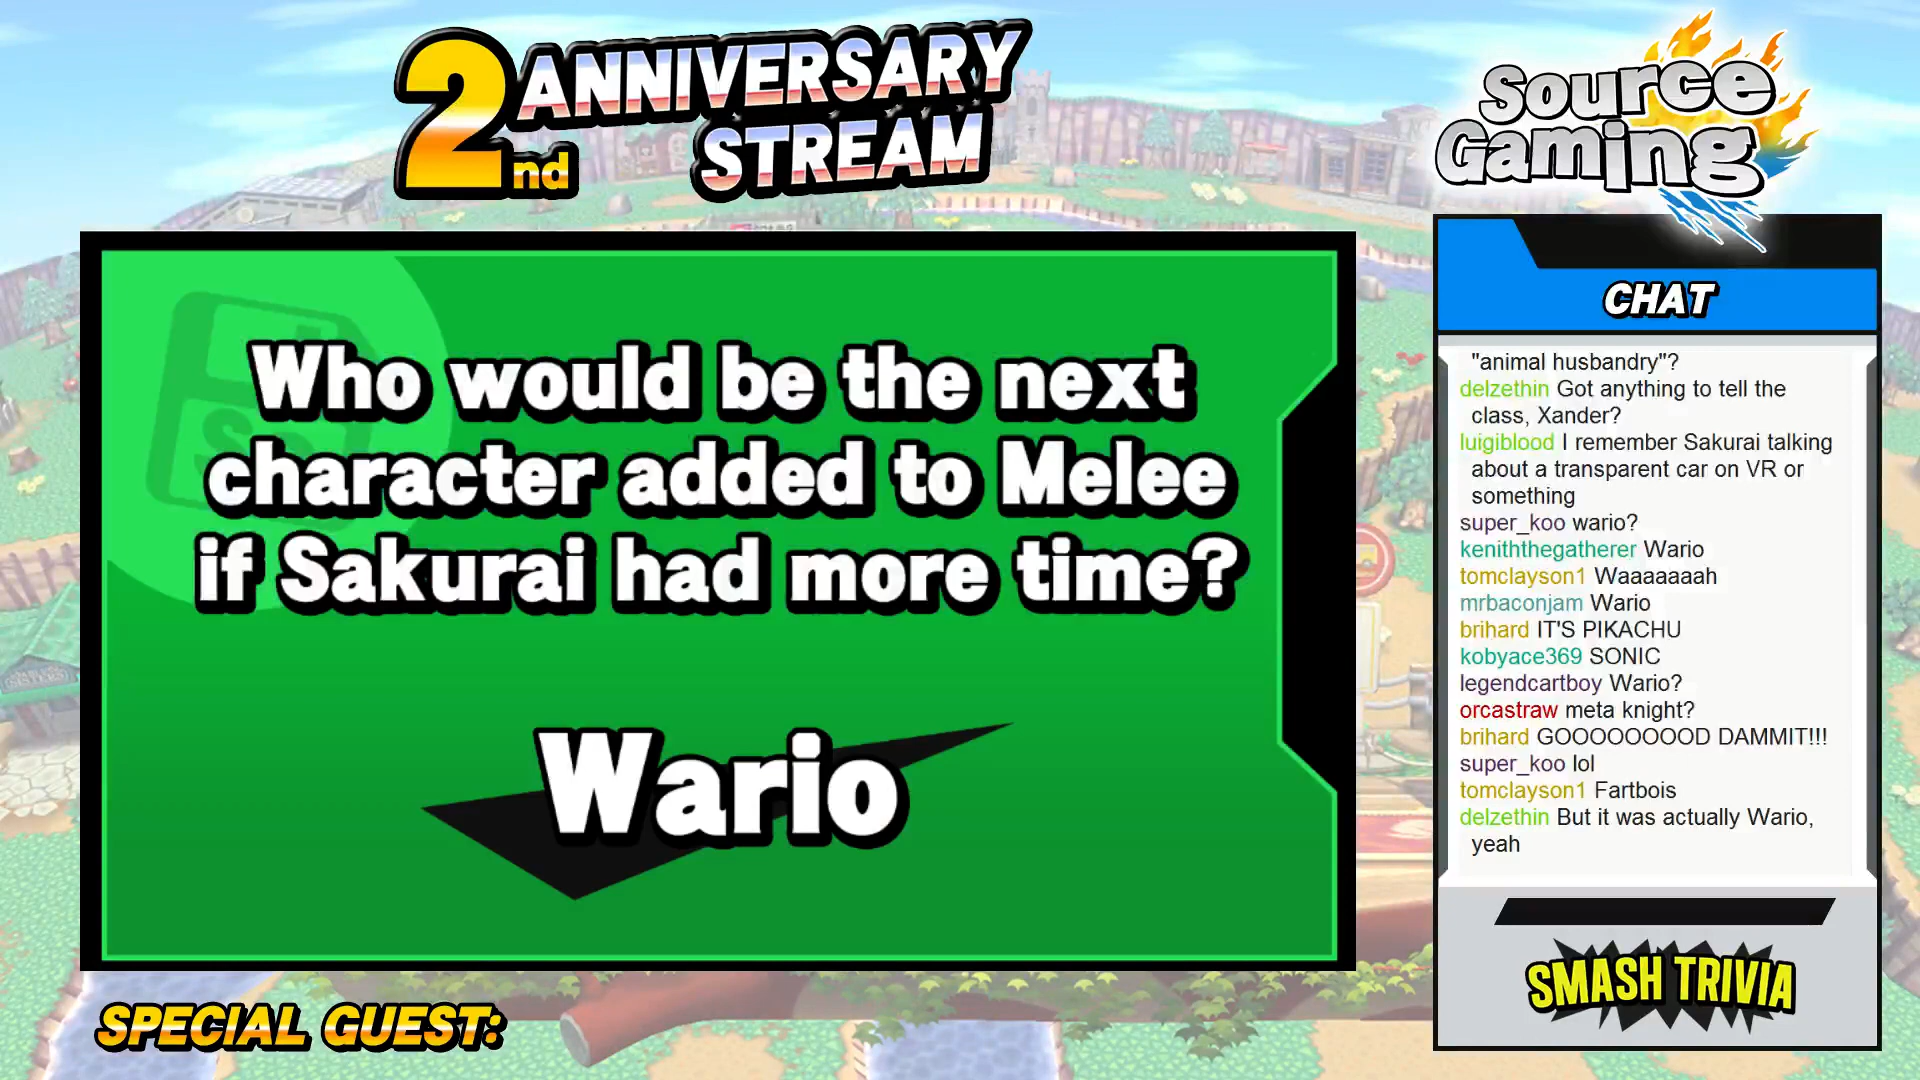 2nd ANNIVERSARY
STREAM
Source
Gaming
Who would be the next
character added to Melee
if Sakurai had more time?
Wario
CHAT
"animal husbandry"?
delzethin Got anything to tell the
class, Xander?
luigiblood I remember Sakurai talking
about a transparent car on VR or
something
super_koo wario?
keniththegatherer Wario
tomclayson1 Waaaaaaah
mrbaconjam Wario
brihard IT'S PIKACHU
kobyace369 SONIC
legendcartboy Wario?
orcastraw meta knight?
brihard GOOOOOOOOD DAMMIT!!!
super_koo lol
tomclayson1 Fartbois
delzethin But it was actually Wario,
yeah
SMASH TRIVIA
SPECIAL GUEST: